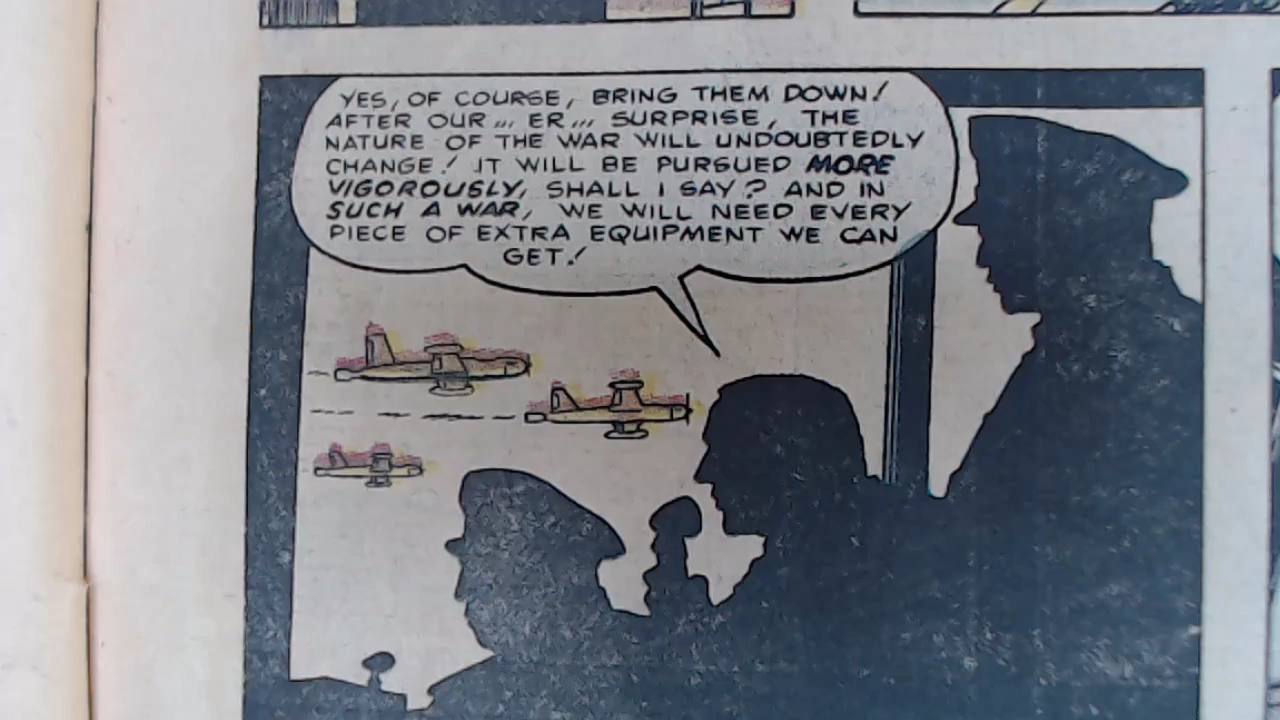 YES, OF COURSE, BRING THEM DOWN!
AFTER OUR... ER... SURPRISE, THE
NATURE OF THE WAR WILL UNDOUBTEDLY
CHANGE! IT WILL BE PURSUED MORE
VIGOROUSLY, SHALL I SAY? AND IN
SUCH A WAR, WE WILL NEED EVERY
PIECE OF EXTRA EQUIPMENT WE CAN
GET!